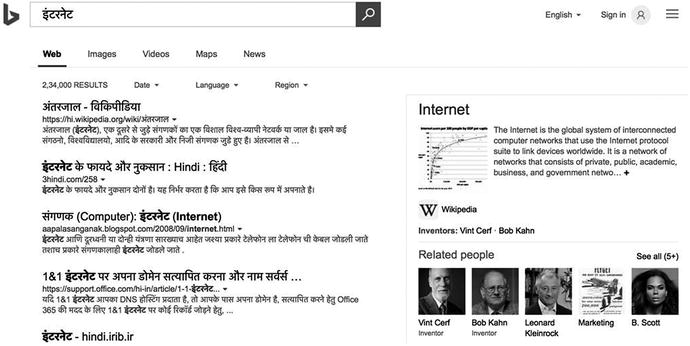 इंटरनेट
English
Sign in
Web Images Videos Maps News
2,34,000 RESULTS Date Language Region
अंतरजाल - विकिपीडिया
https://hi.wikipedia.org/wiki/अंतरजाल
अंतरजाल (इंटरनेट), एक दूसरे से जुड़े संगणकों का एक विशाल विश्व-व्यापी नेटवर्क या जाल है। इसमे कई
संगठनो, विश्वविद्यालयो, आदि के सरकारी और निजी संगणक जुडे हुए है। अंतरजाल से ...
इंटरनेट के फायदे और नुकसान : Hindi : हिंदी
3hindi.com/258
इंटरनेट के फायदे और नुकसान दोनों है। यह निर्भर करता है कि आप इसे किस रूप में अपनाते है।
संगणक (Computer): इंटरनेट (Internet)
aapalasanganak.blogspot.com/2008/09/internet.html
इंटरनेट आणि दूरध्वनी या दोन्ही यंत्रणा सारख्याच आहेत जश्या प्रकारे टेलेफोन ला टेलेफोन ची केबल जोडली जाते
तशाच प्रकारे संगणकालाही इंटरनेट जोडले जाते .
1&1 इंटरनेट पर अपना डोमेन सत्यापित करना और नाम सर्वर्स ...
https://support.office.com/hi-in/article/1-1-इंटरनेट-...
यदि 1&1 इंटरनेट आपका DNS होस्टिंग प्रदाता है, तो आपके पास अपना डोमेन है, सत्यापित करने हेतु Office
365 की मदद के लिए 1&1 इंटरनेट पर कोई रिकॉर्ड जोड़ने हेतु, ...
इंटरनेट - hindi.irib.ir
Internet
The Internet is the global system of interconnected
computer networks that use the Internet protocol
suite to link devices worldwide. It is a network of
networks that consists of private, public, academic,
business, and government netwo... +
W Wikipedia
Inventors: Vint Cerf · Bob Kahn
Related people See all (5+)
Vint Cerf
Inventor
Bob Kahn
Inventor
Leonard
Kleinrock
Marketing
B. Scott